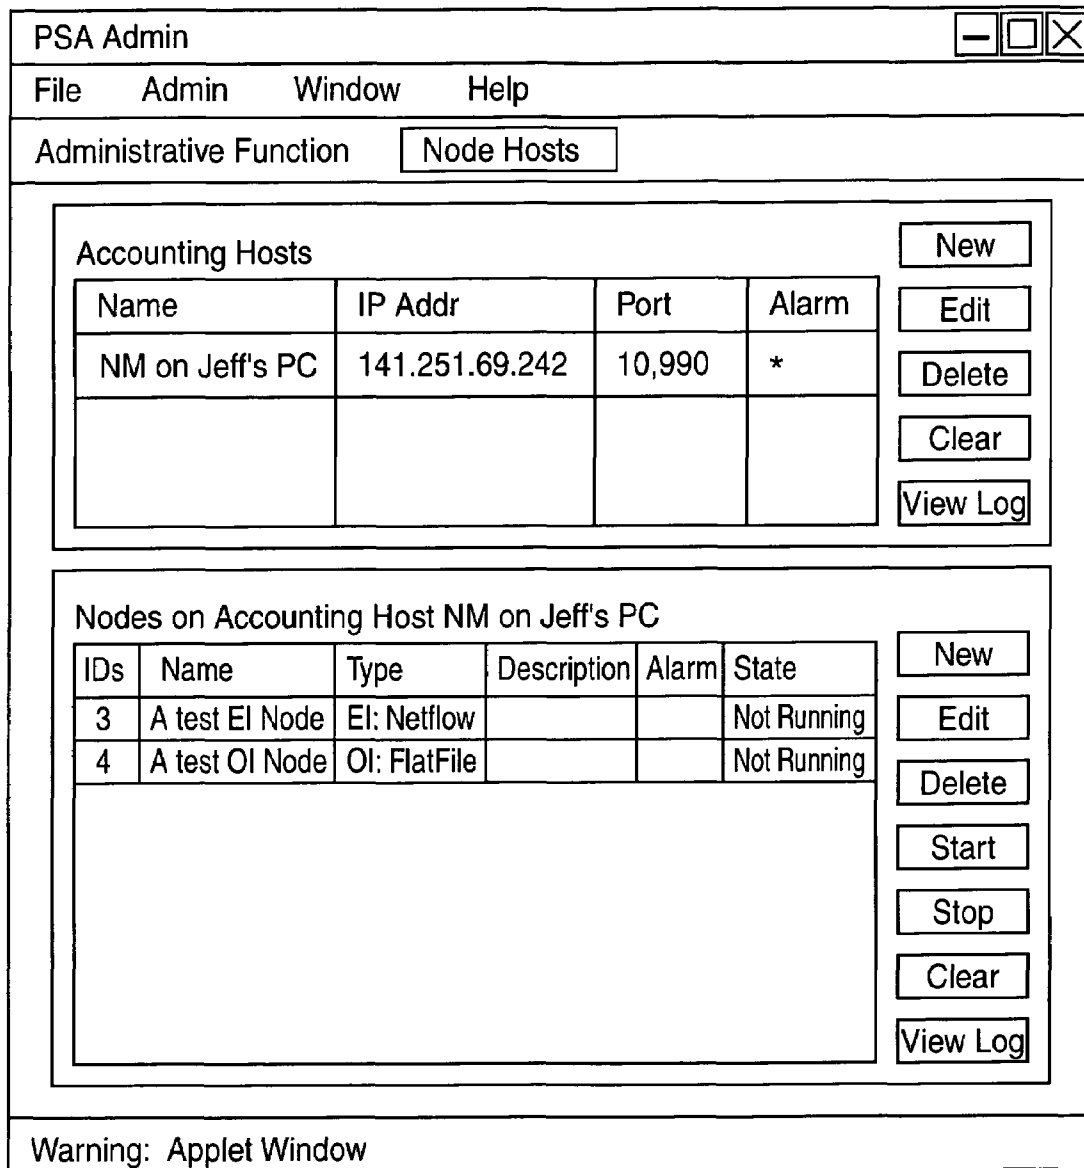 PSA Admin
File Admin Window Help
Administrative Function Node Hosts
Accounting Hosts
New
Name IP Addr Port Alarm
Edit
NM on Jeff's PC 141.251.69.242 10,990 *
Delete
Clear
View Log
Nodes on Accounting Host NM on Jeff's PC
New
IDs Name Type Description Alarm State
3 A test EI Node EI: Netflow Not Running
Edit
4 A test OI Node OI: FlatFile Not Running
Delete
Start
Stop
Clear
View Log
Warning: Applet Window